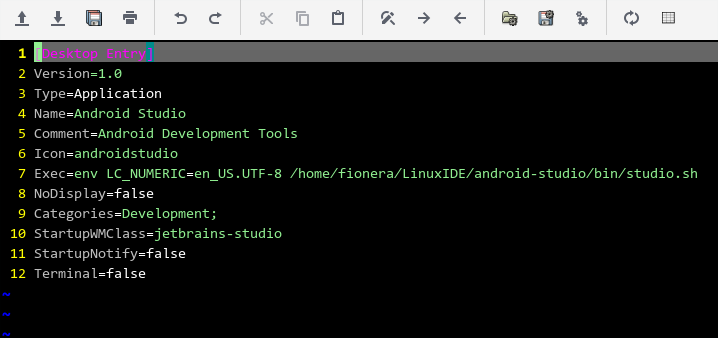 1 [Desktop Entry]
2 Version=1.0
3 Type=Application
4 Name=Android Studio
5 Comment=Android Development Tools
6 Icon=androidstudio
7 Exec=env LC_NUMERIC=en_US.UTF-8 /home/fionera/LinuxIDE/android-studio/bin/studio.sh
8 NoDisplay=false
9 Categories=Development;
10 StartupWMClass=jetbrains-studio
11 StartupNotify=false
12 Terminal=false
~
~
~